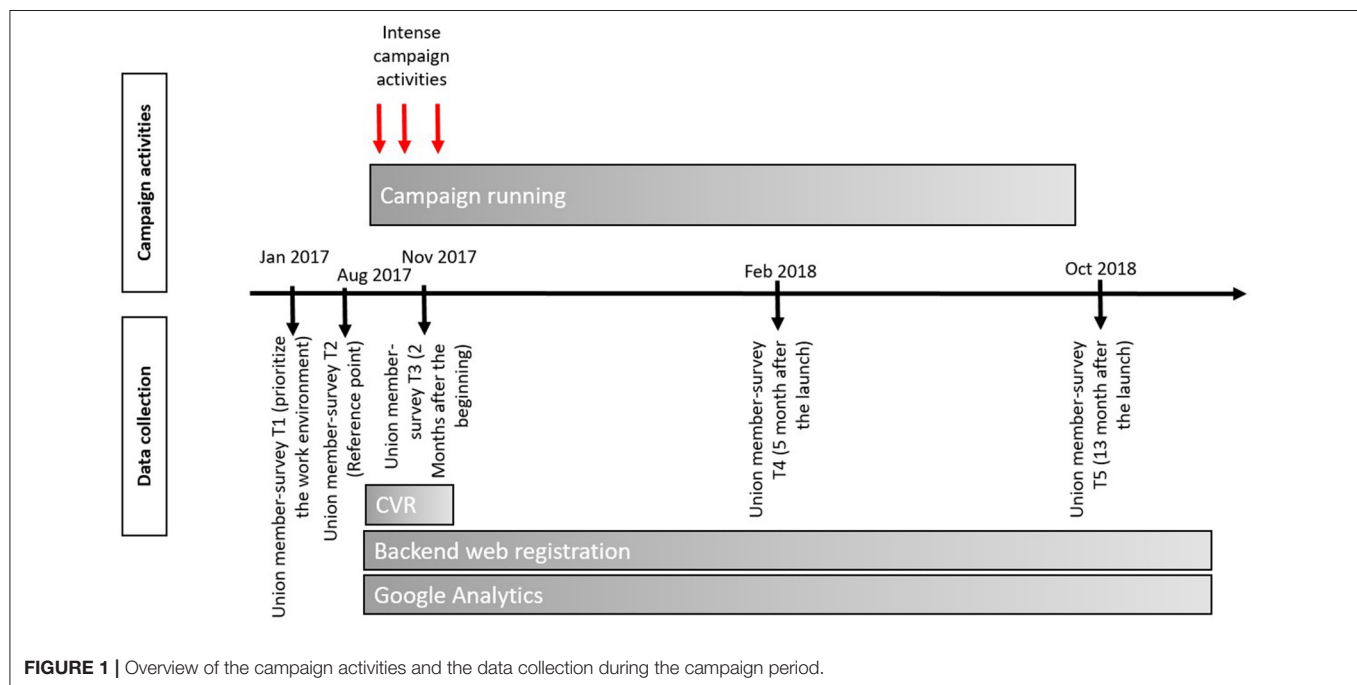 Intense
campaign
activities
Campaign activities
Campaign running
Jan 2017
Aug 2017
Nov 2017
Feb 2018
Oct 2018
Data collection
Union member-survey T1 (prioritize
the work environment)
Union member-survey T2
(Reference point)
Union member-
survey T3 (2
Months after the
beginning)
Union member-survey
T4 (5 month after
the launch)
Union member-survey
T5 (13 month after
the launch)
CVR
Backend web registration
Google Analytics
FIGURE 1 | Overview of the campaign activities and the data collection during the campaign period.